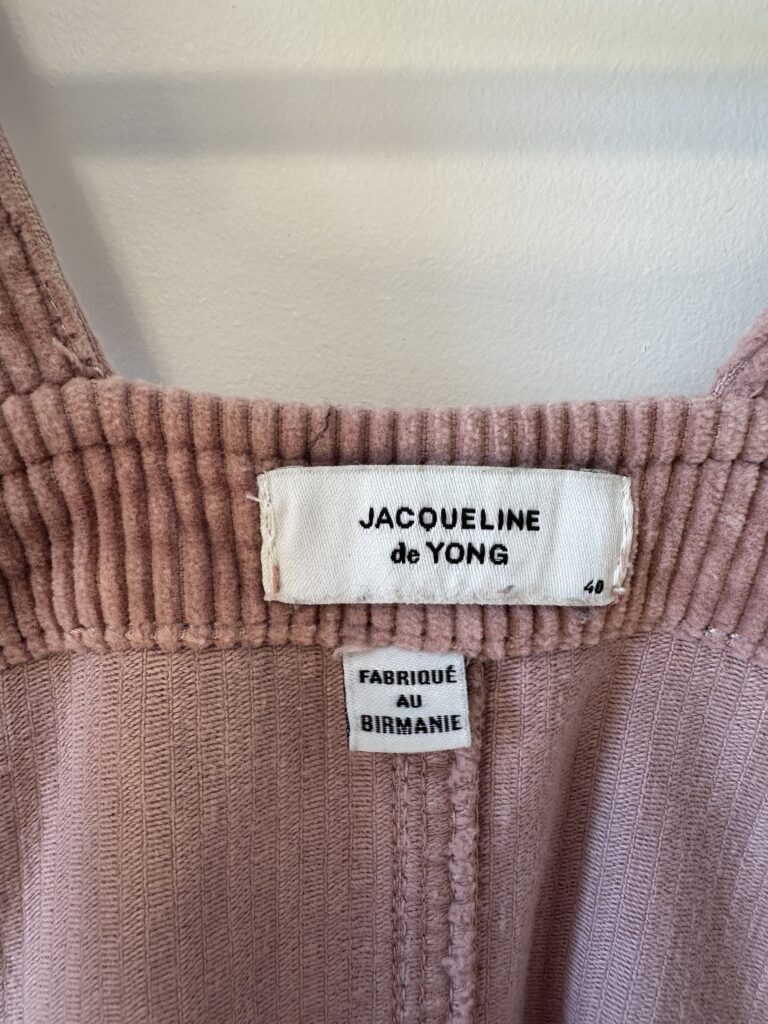 JACQUELINE
de YONG
40
FABRIQUÉ
AU
BIRMANIE